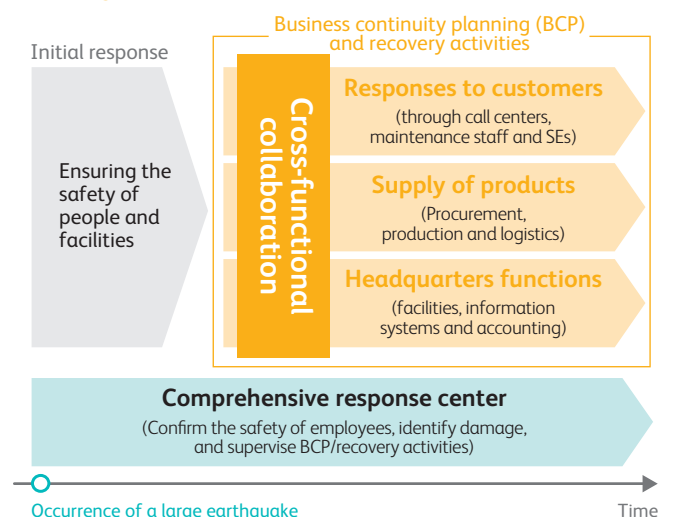 Business continuity planning (BCP)
and recovery activities
Initial response
Ensuring the
safety of
people and
facilities
Cross-functional
collaboration
Responses to customers
(through call centers,
maintenance staff and SEs)
Supply of products
(Procurement,
production and logistics)
Headquarters functions
(facilities, information
systems and accounting)
Comprehensive response center
(Confirm the safety of employees, identify damage,
and supervise BCP/recovery activities)
Occurrence of a large earthquake
Time